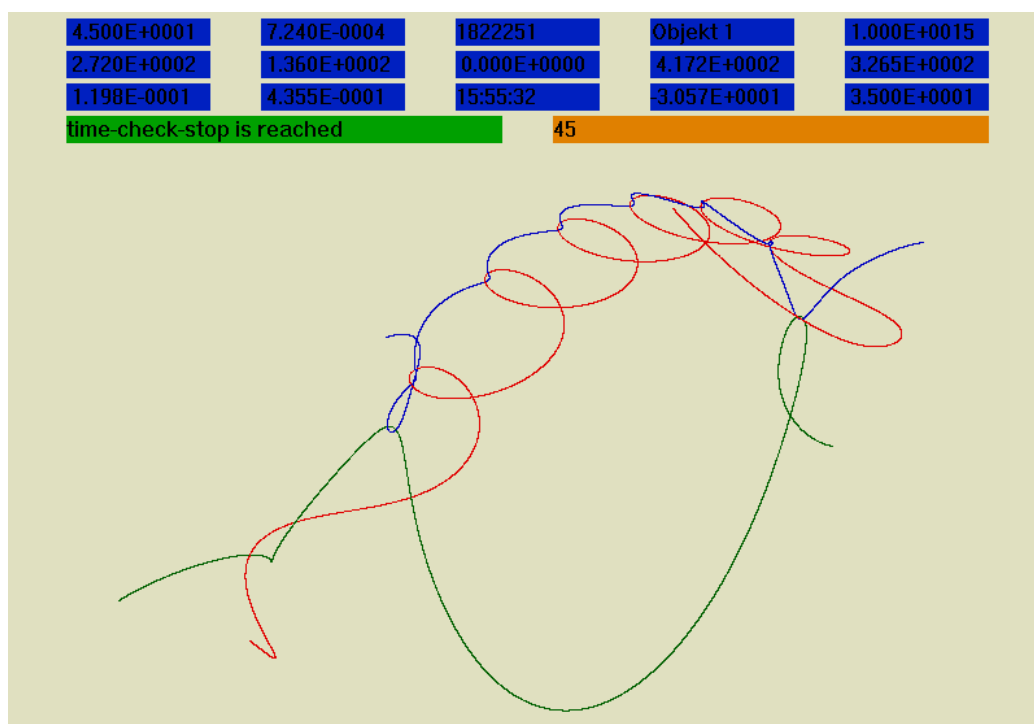 4.500E+0001 7.240E-0004 1822251 Objekt 1 1.000E+0015
2.720E+0002 1.360E+0002 0.000E+0000 4.172E+0002 3.265E+0002
1.198E-0001 4.355E-0001 15:55:32 -3.057E+0001 3.500E+0001
time-check-stop is reached 45